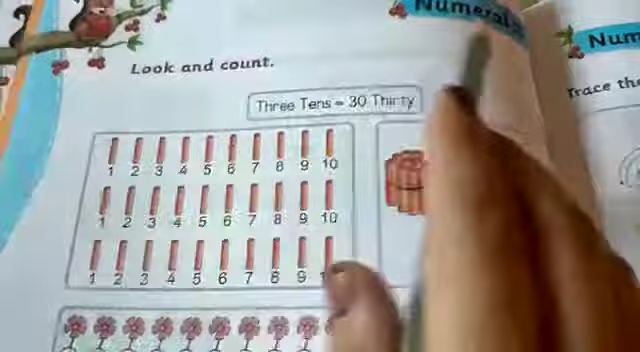 Numeral
Num
Look and count.
Trace the
Three Tens = 30 Thirty
1 2 3 4 5 6 7 8 9 10
1 2 3 4 5 6 7 8 9 10
1 2 3 4 5 6 7 8 9 1